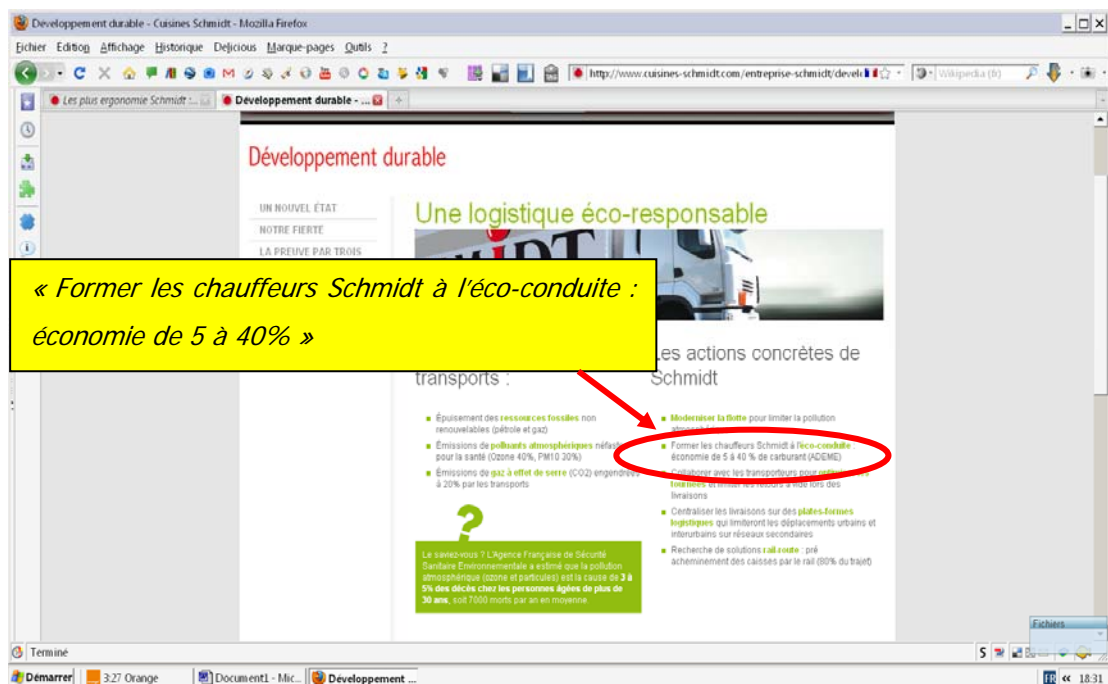 Développement durable - Cuisines Schmidt - Mozilla Firefox
Fichier Edition Affichage Historique Delicious Marque-pages Outils ?
http://www.cuisines-schmidt.com/entreprise-schmidt/devel
Wikipedia (fr)
Les plus ergonomie Schmidt :...
Développement durable - ...
Développement durable
UN NOUVEL ÉTAT
NOTRE FIERTE
LA PREUVE PAR TROIS
Une logistique éco-responsable
« Former les chauffeurs Schmidt à l'éco-conduite :
économie de 5 à 40% »
transports :
Les actions concrètes de
Schmidt
Épuisement des ressources fossiles non
renouvelables (pétrole et gaz)
Émissions de polluants atmosphériques néfastes
pour la santé (Ozone 40%, PM10 30%)
Émissions de gaz à effet de serre (CO2) engendrées
à 20% par les transports
Moderniser la flotte pour limiter la pollution
Former les chauffeurs Schmidt à l'éco-conduite :
économie de 5 à 40 % de carburant (ADEME)
Collaborer avec les transporteurs pour
tournées et limiter les retours à vide lors des
livraisons
Centraliser les livraisons sur des plates-formes
logistiques qui limiteront les déplacements urbains et
interurbains sur réseaux secondaires
Recherche de solutions rail-route : pré
acheminement des caisses par le rail (80% du trajet)
?
Le saviez-vous ? L'Agence Française de Sécurité
Sanitaire Environnementale a estimé que la pollution
atmosphérique (ozone et particules) est la cause de 3 à
5% des décès chez les personnes âgées de plus de
30 ans, soit 7000 morts par an en moyenne.
Fichiers
Terminé
Démarrer
3:27 Orange
Document1 - Mic...
Développement ...
FR
18:31